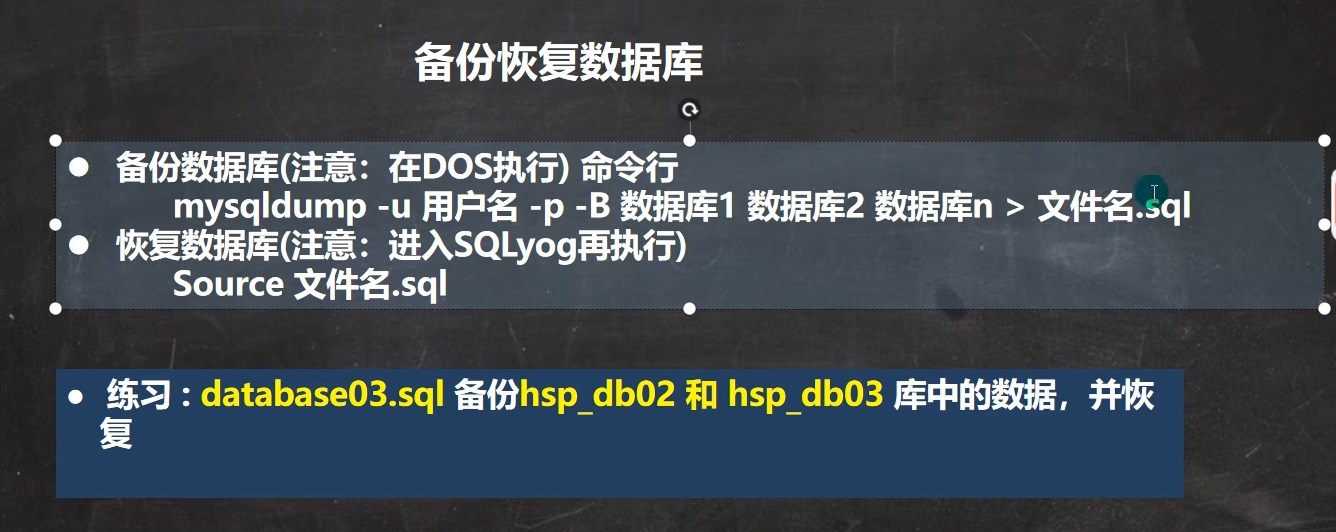 备份恢复数据库
● 备份数据库(注意：在DOS执行) 命令行
mysqldump -u 用户名 -p -B 数据库1 数据库2 数据库n > 文件名.sql
● 恢复数据库(注意：进入SQLyog再执行)
Source 文件名.sql
● 练习 : database03.sql 备份hsp_db02 和 hsp_db03 库中的数据，并恢
复